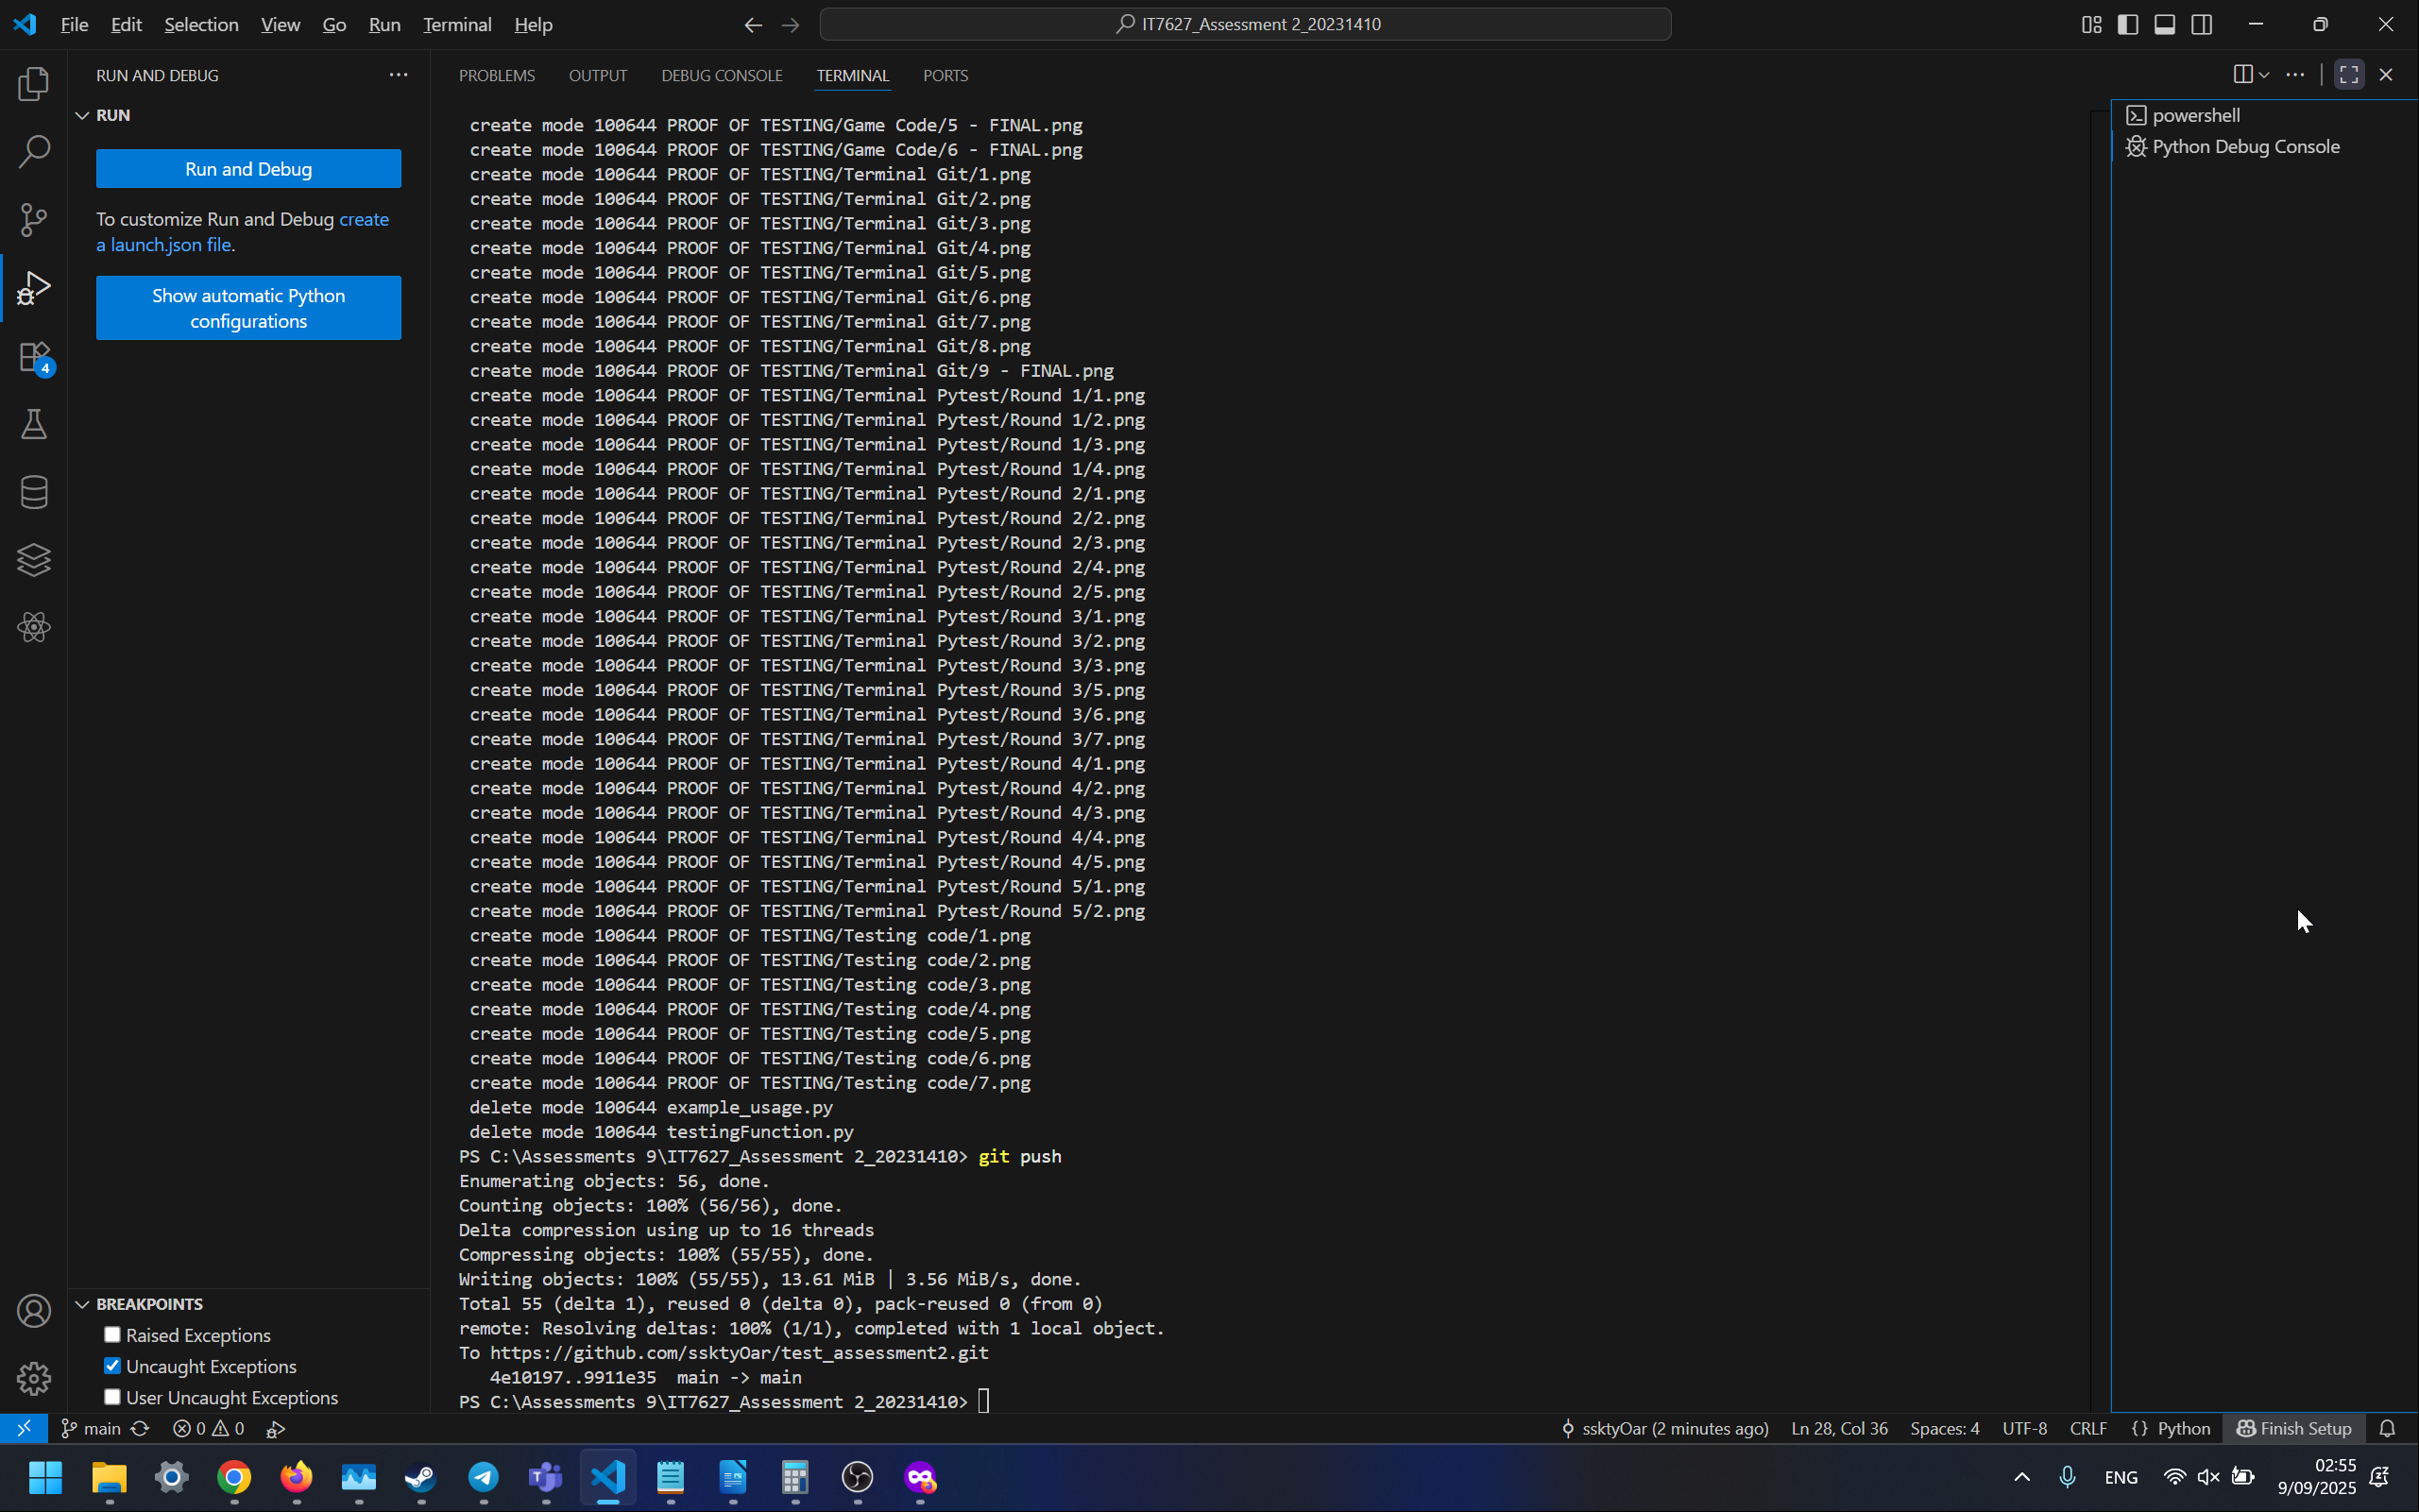 File Edit Selection View Go Run Terminal Help
IT7627_Assessment 2_20231410
RUN AND DEBUG
RUN
Run and Debug
To customize Run and Debug create
a launch.json file.
Show automatic Python
configurations
4
PROBLEMS OUTPUT DEBUG CONSOLE TERMINAL PORTS
create mode 100644 PROOF OF TESTING/Game Code/5 - FINAL.png
create mode 100644 PROOF OF TESTING/Game Code/6 - FINAL.png
create mode 100644 PROOF OF TESTING/Terminal Git/1.png
create mode 100644 PROOF OF TESTING/Terminal Git/2.png
create mode 100644 PROOF OF TESTING/Terminal Git/3.png
create mode 100644 PROOF OF TESTING/Terminal Git/4.png
create mode 100644 PROOF OF TESTING/Terminal Git/5.png
create mode 100644 PROOF OF TESTING/Terminal Git/6.png
create mode 100644 PROOF OF TESTING/Terminal Git/7.png
create mode 100644 PROOF OF TESTING/Terminal Git/8.png
create mode 100644 PROOF OF TESTING/Terminal Git/9 - FINAL.png
create mode 100644 PROOF OF TESTING/Terminal Pytest/Round 1/1.png
create mode 100644 PROOF OF TESTING/Terminal Pytest/Round 1/2.png
create mode 100644 PROOF OF TESTING/Terminal Pytest/Round 1/3.png
create mode 100644 PROOF OF TESTING/Terminal Pytest/Round 1/4.png
create mode 100644 PROOF OF TESTING/Terminal Pytest/Round 2/1.png
create mode 100644 PROOF OF TESTING/Terminal Pytest/Round 2/2.png
create mode 100644 PROOF OF TESTING/Terminal Pytest/Round 2/3.png
create mode 100644 PROOF OF TESTING/Terminal Pytest/Round 2/4.png
create mode 100644 PROOF OF TESTING/Terminal Pytest/Round 2/5.png
create mode 100644 PROOF OF TESTING/Terminal Pytest/Round 3/1.png
create mode 100644 PROOF OF TESTING/Terminal Pytest/Round 3/2.png
create mode 100644 PROOF OF TESTING/Terminal Pytest/Round 3/3.png
create mode 100644 PROOF OF TESTING/Terminal Pytest/Round 3/5.png
create mode 100644 PROOF OF TESTING/Terminal Pytest/Round 3/6.png
create mode 100644 PROOF OF TESTING/Terminal Pytest/Round 3/7.png
create mode 100644 PROOF OF TESTING/Terminal Pytest/Round 4/1.png
create mode 100644 PROOF OF TESTING/Terminal Pytest/Round 4/2.png
create mode 100644 PROOF OF TESTING/Terminal Pytest/Round 4/3.png
create mode 100644 PROOF OF TESTING/Terminal Pytest/Round 4/4.png
create mode 100644 PROOF OF TESTING/Terminal Pytest/Round 4/5.png
create mode 100644 PROOF OF TESTING/Terminal Pytest/Round 5/1.png
create mode 100644 PROOF OF TESTING/Terminal Pytest/Round 5/2.png
create mode 100644 PROOF OF TESTING/Testing code/1.png
create mode 100644 PROOF OF TESTING/Testing code/2.png
create mode 100644 PROOF OF TESTING/Testing code/3.png
create mode 100644 PROOF OF TESTING/Testing code/4.png
create mode 100644 PROOF OF TESTING/Testing code/5.png
create mode 100644 PROOF OF TESTING/Testing code/6.png
create mode 100644 PROOF OF TESTING/Testing code/7.png
delete mode 100644 example_usage.py
delete mode 100644 testingFunction.py
PS C:\Assessments 9\IT7627_Assessment 2_20231410> git push
Enumerating objects: 56, done.
Counting objects: 100% (56/56), done.
Delta compression using up to 16 threads
Compressing objects: 100% (55/55), done.
Writing objects: 100% (55/55), 13.61 MiB | 3.56 MiB/s, done.
Total 55 (delta 1), reused 0 (delta 0), pack-reused 0 (from 0)
remote: Resolving deltas: 100% (1/1), completed with 1 local object.
To https://github.com/ssktyOar/test_assessment2.git
4e10197..9911e35 main -> main
PS C:\Assessments 9\IT7627_Assessment 2_20231410>
powershell
Python Debug Console
BREAKPOINTS
Raised Exceptions
Uncaught Exceptions
User Uncaught Exceptions
main 0 0 ssktyOar (2 minutes ago) Ln 28, Col 36 Spaces: 4 UTF-8 CRLF {} Python Finish Setup
ENG 02:55
9/09/2025